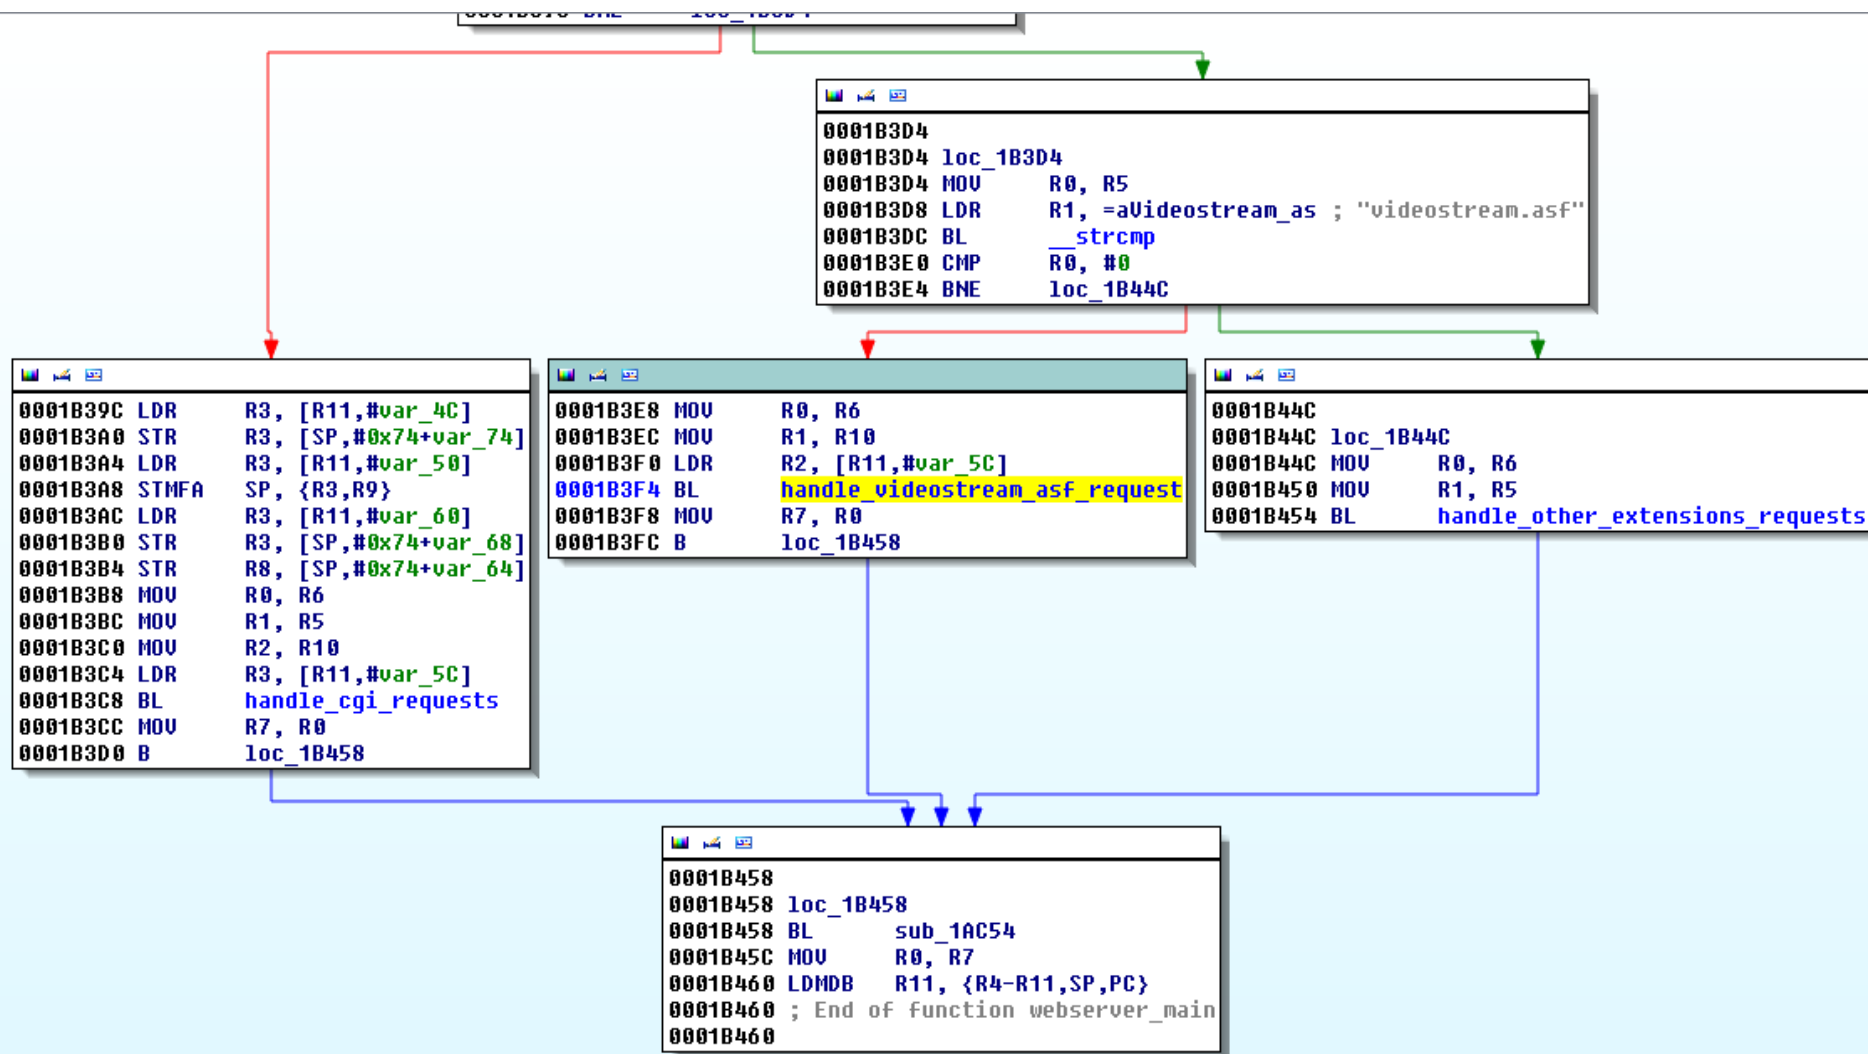 0001B3D4
0001B3D4 loc_1B3D4
0001B3D4 MOV R0, R5
0001B3D8 LDR R1, =aVideostream_as ; "videostream.asf"
0001B3DC BL __strcmp
0001B3E0 CMP R0, #0
0001B3E4 BNE loc_1B44C
0001B39C LDR R3, [R11,#var_4C]
0001B3A0 STR R3, [SP,#0x74+var_74]
0001B3A4 LDR R3, [R11,#var_50]
0001B3A8 STMFA SP, {R3,R9}
0001B3AC LDR R3, [R11,#var_60]
0001B3B0 STR R3, [SP,#0x74+var_68]
0001B3B4 STR R8, [SP,#0x74+var_64]
0001B3B8 MOV R0, R6
0001B3BC MOV R1, R5
0001B3C0 MOV R2, R10
0001B3C4 LDR R3, [R11,#var_5C]
0001B3C8 BL handle_cgi_requests
0001B3CC MOV R7, R0
0001B3D0 B loc_1B458
0001B3E8 MOV R0, R6
0001B3EC MOV R1, R10
0001B3F0 LDR R2, [R11,#var_5C]
0001B3F4 BL handle_videostream_asf_request
0001B3F8 MOV R7, R0
0001B3FC B loc_1B458
0001B44C
0001B44C loc_1B44C
0001B44C MOV R0, R6
0001B450 MOV R1, R5
0001B454 BL handle_other_extensions_requests
0001B458
0001B458 loc_1B458
0001B458 BL sub_1AC54
0001B45C MOV R0, R7
0001B460 LDMDB R11, {R4-R11,SP,PC}
0001B460 ; End of function webserver_main
0001B460